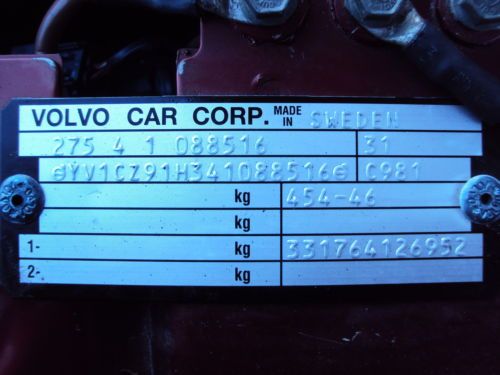 VOLVO CAR CORP. MADE IN SWEDEN
275 4 1 088516 31
YV1CZ91H341088516 C981
kg 454-46
kg
1- kg 331764126952
2- kg